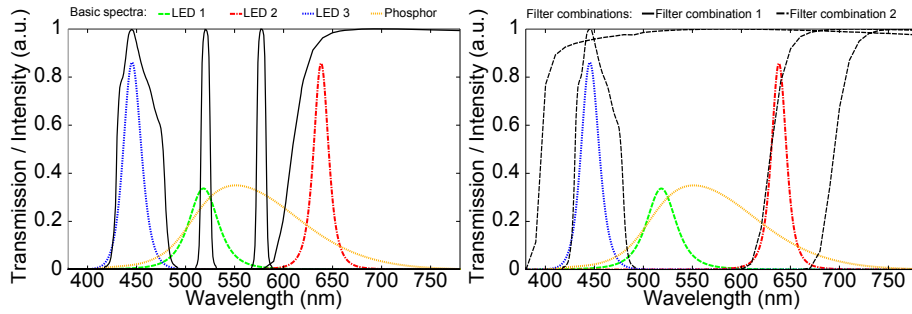 Basic spectra: LED 1 LED 2 LED 3 Phosphor
Filter combinations: Filter combination 1 Filter combination 2
Transmission / Intensity (a.u.)
1
0.8
0.6
0.4
0.2
0
400 450 500 550 600 650 700 750
Wavelength (nm)
Transmission / Intensity (a.u.)
1
0.8
0.6
0.4
0.2
0
400 450 500 550 600 650 700 750
Wavelength (nm)